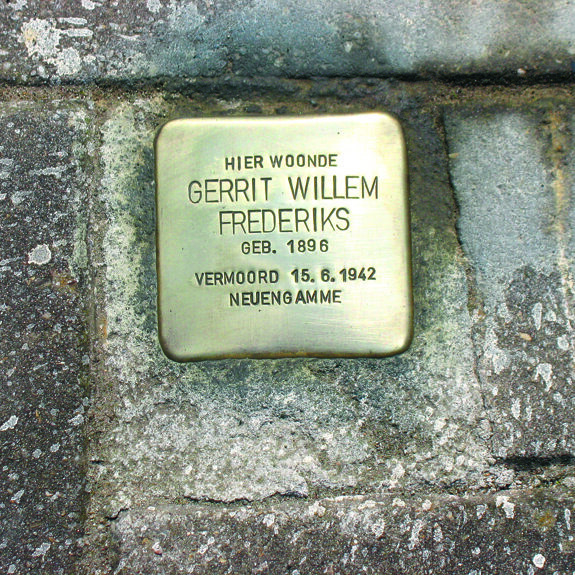 HIER WOONDE
GERRIT WILLEM
FREDERIKS
GEB. 1896
VERMOORD 15.6.1942
NEUENGAMME